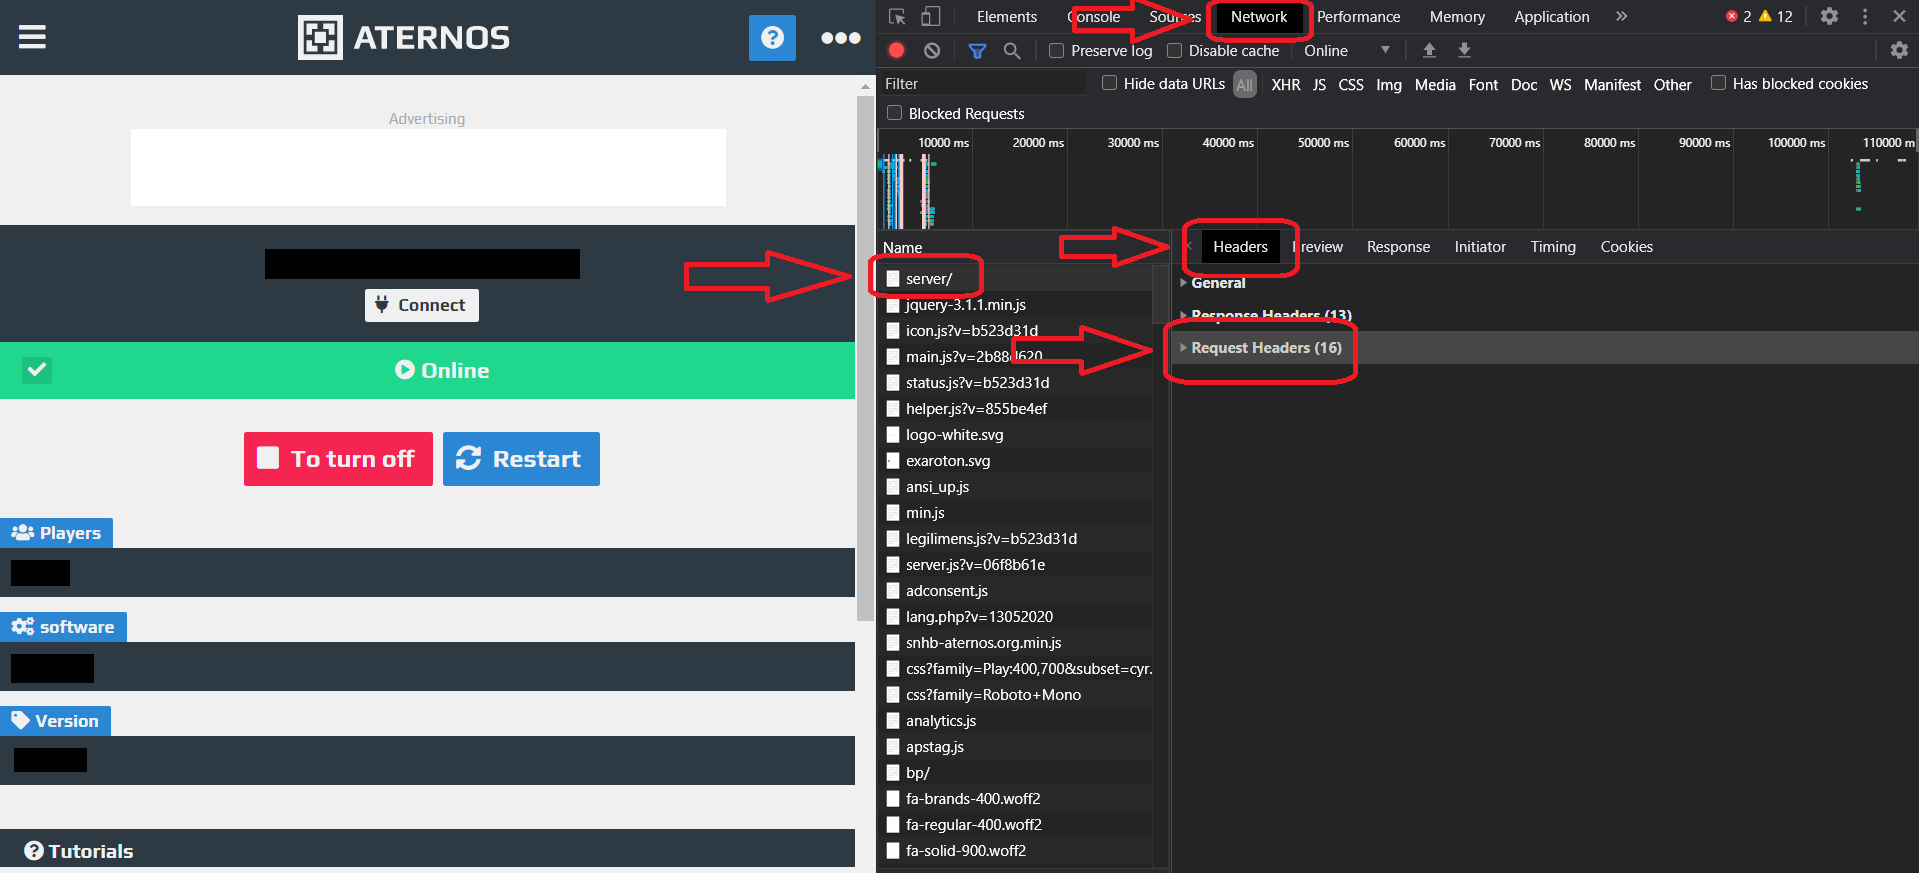 ATERNOS
Advertising
Connect
Online
To turn off
Restart
Players
software
Version
Tutorials
Elements
Console
Sources
Network
Performance
Memory
Application
2
12
Preserve log
Disable cache
Online
Filter
Hide data URLs
All
XHR
JS
CSS
Img
Media
Font
Doc
WS
Manifest
Other
Has blocked cookies
Blocked Requests
10000 ms
20000 ms
30000 ms
40000 ms
50000 ms
60000 ms
70000 ms
80000 ms
90000 ms
100000 ms
110000 m
Name
server/
jquery-3.1.1.min.js
icon.js?v=b523d31d
main.js?v=2b88d620
status.js?v=b523d31d
helper.js?v=855be4ef
logo-white.svg
exaroton.svg
ansi_up.js
min.js
legilimens.js?v=b523d31d
server.js?v=06f8b61e
adconsent.js
lang.php?v=13052020
snhb-aternos.org.min.js
css?family=Play:400,700&subset=cyr.
css?family=Roboto+Mono
analytics.js
apstag.js
bp/
fa-brands-400.woff2
fa-regular-400.woff2
fa-solid-900.woff2
Headers
Preview
Response
Initiator
Timing
Cookies
General
Response Headers (13)
Request Headers (16)